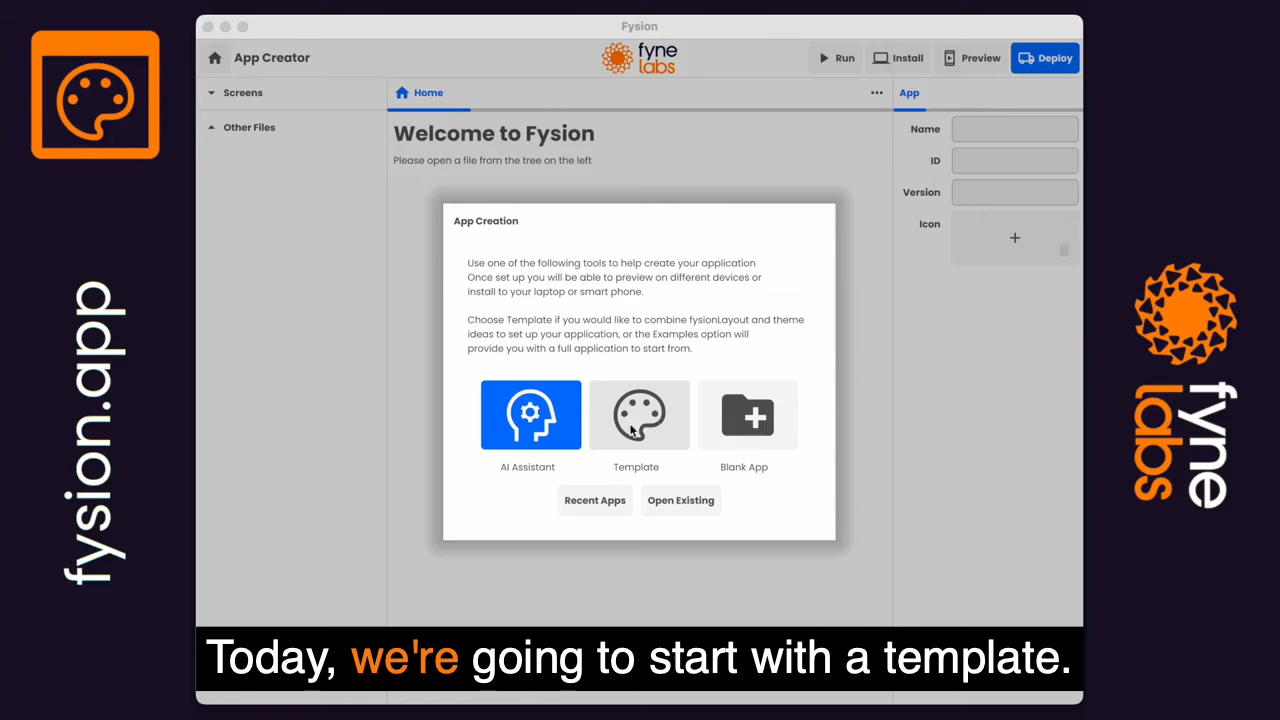 Fysion
App Creator
fyne
labs
Run
Install
Preview
Deploy
Screens
Home
App
Other Files
Welcome to Fysion
Please open a file from the tree on the left
Name
ID
Version
Icon
App Creation
Use one of the following tools to help create your application
Once set up you will be able to preview on different devices or
install to your laptop or smart phone.
Choose Template if you would like to combine fysionLayout and theme
ideas to set up your application, or the Examples option will
provide you with a full application to start from.
AI Assistant
Template
Blank App
Recent Apps
Open Existing
Today, we're going to start with a template.
fysion.app
fyne
labs